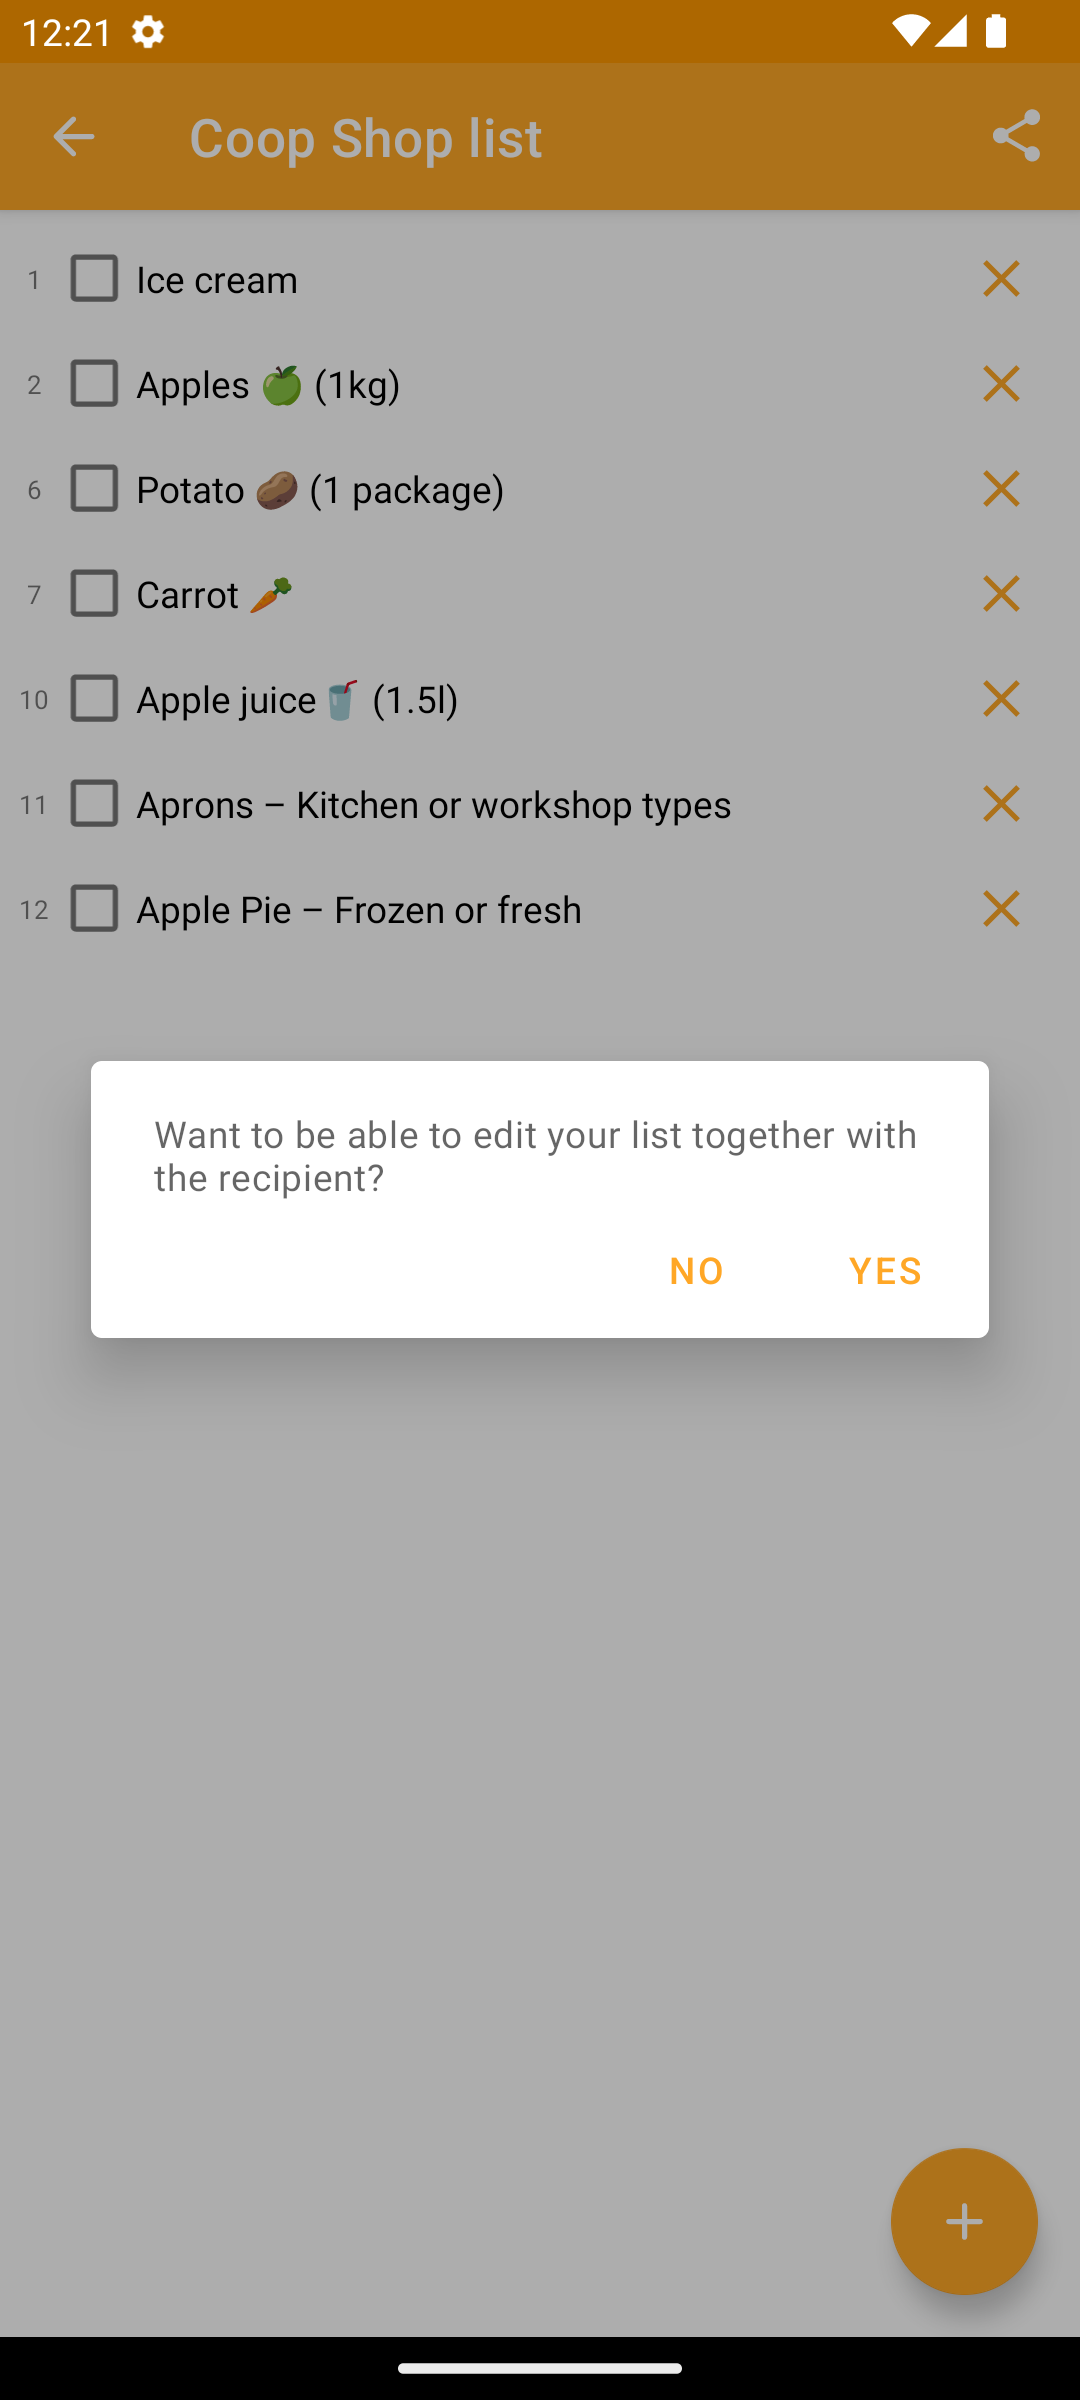 12:21
Coop Shop list
1 Ice cream
2 Apples 🍏 (1kg)
6 Potato 🥔 (1 package)
7 Carrot 🥕
10 Apple juice🥤 (1.5l)
11 Aprons – Kitchen or workshop types
12 Apple Pie – Frozen or fresh
Want to be able to edit your list together with
the recipient?
NO YES